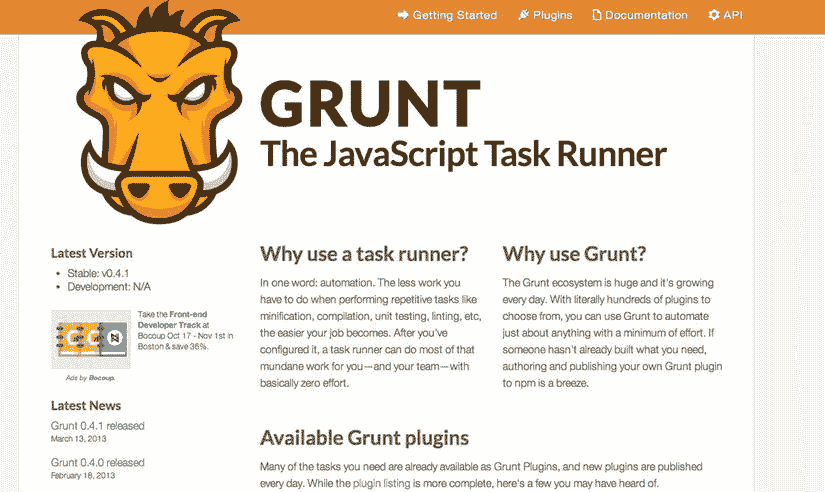 Getting Started Plugins Documentation API
GRUNT
The JavaScript Task Runner
Latest Version
Stable: v0.4.1
Development: N/A
Take the Front-end
Developer Track at
Bocoup Oct 17 - Nov 1st in
Boston & save 36%.
Ads by Bocoup.
Latest News
Grunt 0.4.1 released
March 13, 2013
Grunt 0.4.0 released
February 18, 2013
Why use a task runner?
In one word: automation. The less work you
have to do when performing repetitive tasks like
minification, compilation, unit testing, linting, etc,
the easier your job becomes. After you've
configured it, a task runner can do most of that
mundane work for you—and your team—with
basically zero effort.
Why use Grunt?
The Grunt ecosystem is huge and it's growing
every day. With literally hundreds of plugins to
choose from, you can use Grunt to automate
just about anything with a minimum of effort. If
someone hasn't already built what you need,
authoring and publishing your own Grunt plugin
to npm is a breeze.
Available Grunt plugins
Many of the tasks you need are already available as Grunt Plugins, and new plugins are published
every day. While the plugin listing is more complete, here's a few you may have heard of.